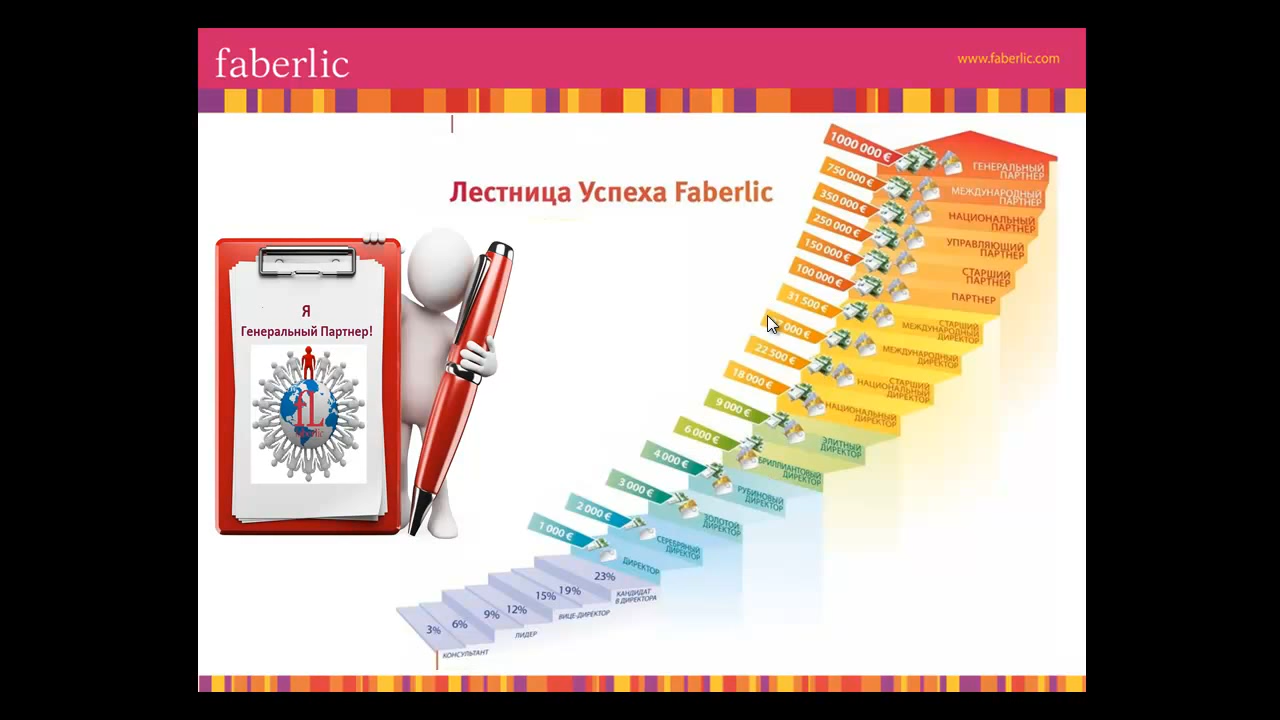 faberlic
www.faberlic.com
Лестница Успеха Faberlic
Я
Генеральный Партнер!
fL
faberlic
1000 000 €
ГЕНЕРАЛЬНЫЙ
ПАРТНЕР
750 000 €
МЕЖДУНАРОДНЫЙ
ПАРТНЕР
350 000 €
НАЦИОНАЛЬНЫЙ
ПАРТНЕР
250 000 €
УПРАВЛЯЮЩИЙ
ПАРТНЕР
150 000 €
СТАРШИЙ
ПАРТНЕР
100 000 €
ПАРТНЕР
31 500 €
СТАРШИЙ
МЕЖДУНАРОДНЫЙ
ДИРЕКТОР
000 €
МЕЖДУНАРОДНЫЙ
ДИРЕКТОР
22 500 €
СТАРШИЙ
НАЦИОНАЛЬНЫЙ
ДИРЕКТОР
18 000 €
НАЦИОНАЛЬНЫЙ
ДИРЕКТОР
9 000 €
ЭЛИТНЫЙ
ДИРЕКТОР
6 000 €
БРИЛЛИАНТОВЫЙ
ДИРЕКТОР
4 000 €
РУБИНОВЫЙ
ДИРЕКТОР
3 000 €
ЗОЛОТОЙ
ДИРЕКТОР
2 000 €
СЕРЕБРЯНЫЙ
ДИРЕКТОР
1 000 €
ДИРЕКТОР
23%
КАНДИДАТ
В ДИРЕКТОРА
19%
15%
ВИЦЕ-ДИРЕКТОР
12%
9%
ЛИДЕР
6%
3%
КОНСУЛЬТАНТ